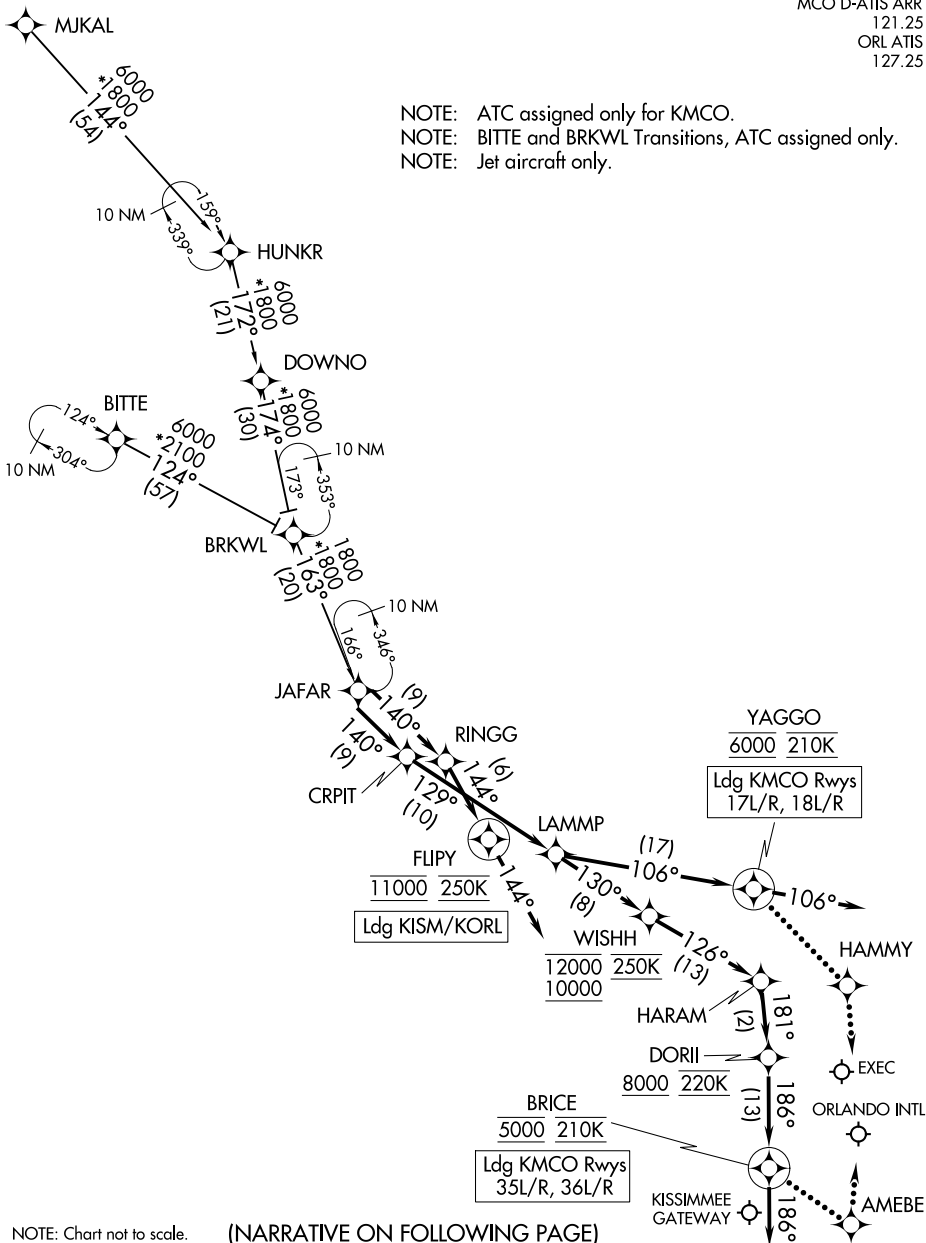 MCO D-ATIS ARR
121.25
ORL ATIS
127.25
MJKAL
6000
*1800
144°
(54)
NOTE: ATC assigned only for KMCO.
NOTE: BITTE and BRKWL Transitions, ATC assigned only.
NOTE: Jet aircraft only.
10 NM
159°
339°
HUNKR
6000
*1800
172°
(21)
DOWNO
6000
*1800
174°
(30)
BITTE
124°
304°
10 NM
6000
*2100
124°
(57)
10 NM
173°
353°
BRKWL
1800
*1800
163°
(20)
10 NM
166°
346°
JAFAR
(9)
140°
140°
(9)
RINGG
(6)
144°
CRPIT
129°
(10)
YAGGO
6000 210K
Ldg KMCO Rwys
17L/R, 18L/R
LAMMP
(17)
106°
106°
FLIPY
11000 250K
Ldg KISM/KORL
144°
130°
(8)
WISHH
12000 250K
10000
126°
(13)
HAMMY
HARAM
181°
(2)
DORII
8000 220K
EXEC
186°
(13)
ORLANDO INTL
BRICE
5000 210K
Ldg KMCO Rwys
35L/R, 36L/R
KISSIMMEE
GATEWAY
186°
AMEBE
NOTE: Chart not to scale.
(NARRATIVE ON FOLLOWING PAGE)